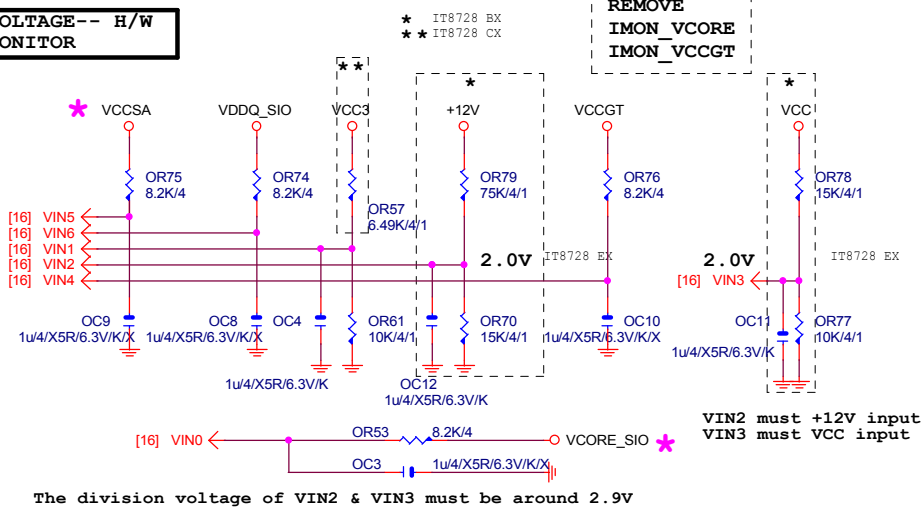 OLTAGE-- H/W
ONITOR
* IT8728 BX
** IT8728 CX
REMOVE
IMON_VCORE
IMON_VCCGT
**
*
*
* VCCSA
VDDQ_SIO
VCC3
+12V
VCCGT
VCC
OR75
8.2K/4
OR74
8.2K/4
OR57
6.49K/4/1
OR79
75K/4/1
OR76
8.2K/4
OR78
15K/4/1
[16] VIN5
[16] VIN6
[16] VIN1
[16] VIN2
[16] VIN4
2.0V
IT8728 EX
2.0V
IT8728 EX
[16] VIN3
OC9
1u/4/X5R/6.3V/K/X
OC8
1u/4/X5R/6.3V/K/X
OC4
1u/4/X5R/6.3V/K
OR61
10K/4/1
OC12
1u/4/X5R/6.3V/K
OR70
15K/4/1
OC10
1u/4/X5R/6.3V/K/X
OC11
1u/4/X5R/6.3V/K
OR77
10K/4/1
VIN2 must +12V input
VIN3 must VCC input
[16] VIN0
OR53
8.2K/4
VCORE_SIO *
OC3
1u/4/X5R/6.3V/K/X
The division voltage of VIN2 & VIN3 must be around 2.9V